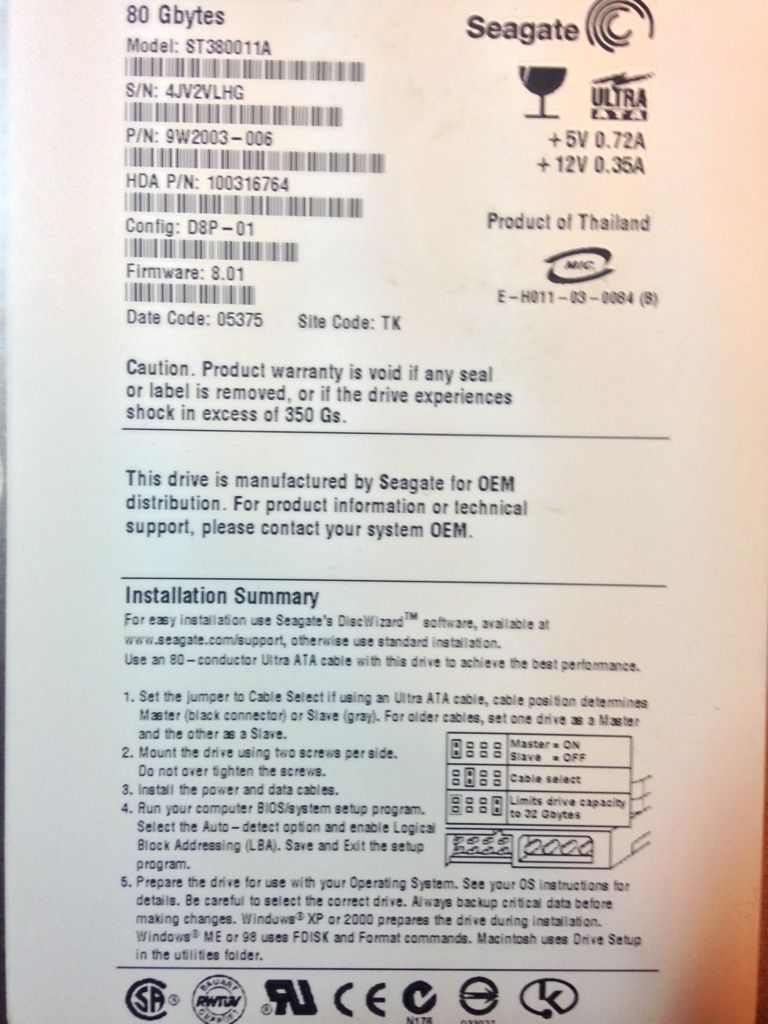 80 Gbytes
Seagate
Model: ST380011A
S/N: 4JV2VLHG
ULTRA
ATA
P/N: 9W2003-006
+5V 0.72A
+12V 0.35A
HDA P/N: 100316764
Config: D8P-01
Product of Thailand
Firmware: 8.01
MIC
E-H011-03-0084 (B)
Date Code: 05375 Site Code: TK
Caution. Product warranty is void if any seal
or label is removed, or if the drive experiences
shock in excess of 350 Gs.
This drive is manufactured by Seagate for OEM
distribution. For product information or technical
support, please contact your system OEM.
Installation Summary
For easy installation use Seagate's DiscWizard™ software, available at
www.seagate.com/support, otherwise use standard installation.
Use an 80-conductor Ultra ATA cable with this drive to achieve the best performance.
1. Set the jumper to Cable Select if using an Ultra ATA cable, cable position determines
Master (black connector) or Slave (gray). For older cables, set one drive as a Master
and the other as a Slave.
2. Mount the drive using two screws per side.
Do not over tighten the screws.
3. Install the power and data cables.
4. Run your computer BIOS/system setup program.
Select the Auto-detect option and enable Logical
Block Addressing (LBA). Save and Exit the setup
program.
Master = ON
Slave = OFF
Cable select
Limits drive capacity
to 32 Gbytes
5. Prepare the drive for use with your Operating System. See your OS instructions for
details. Be careful to select the correct drive. Always backup critical data before
making changes. Windows® XP or 2000 prepares the drive during installation.
Windows® ME or 98 uses FDISK and Format commands. Macintosh uses Drive Setup
in the utilities folder.
SA ®
BAUART
RWTÜV
GEPRÜFT
CE
N176